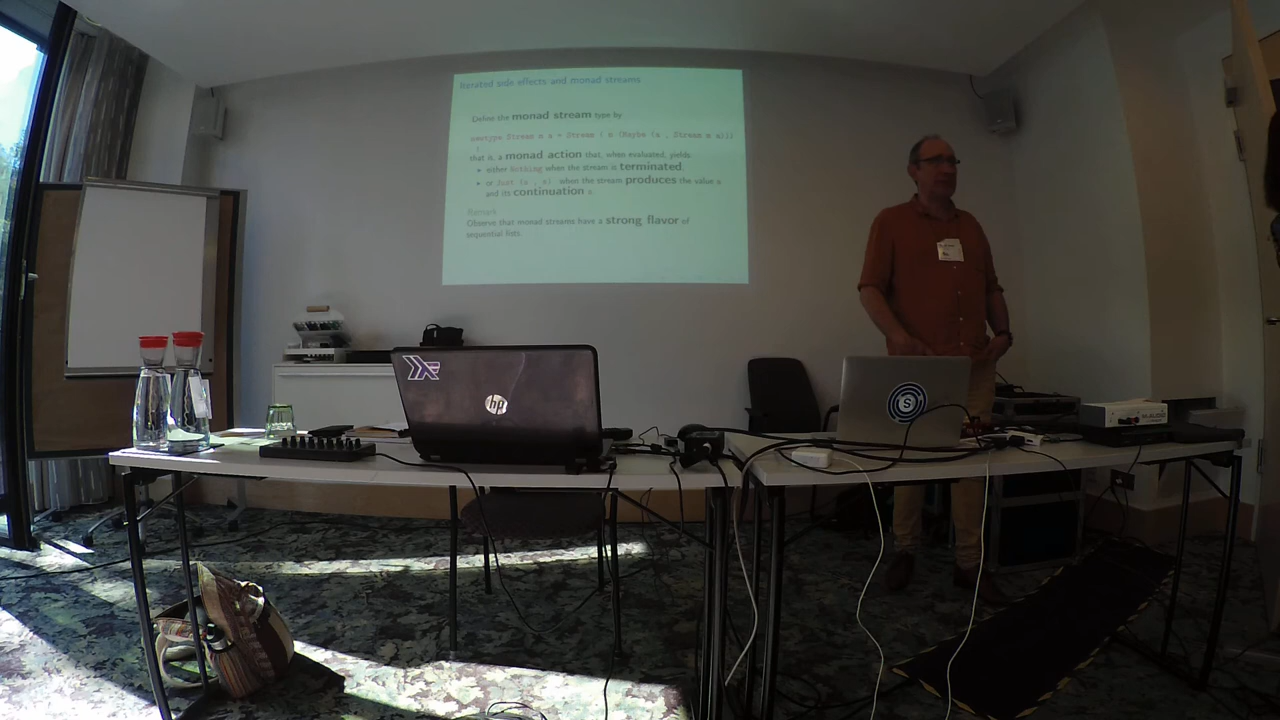 Iterated side effects and monad streams
Define the monad stream type by
newtype Stream m a = Stream { m (Maybe (a , Stream m a))
}
that is, a monad action that, when evaluated, yields
▸ either Nothing when the stream is terminated,
▸ or Just (a , s) when the stream produces the value a
and its continuation s.
Remark
Observe that monad streams have a strong flavor of
sequential lists.
hp
S
M-AUDIO